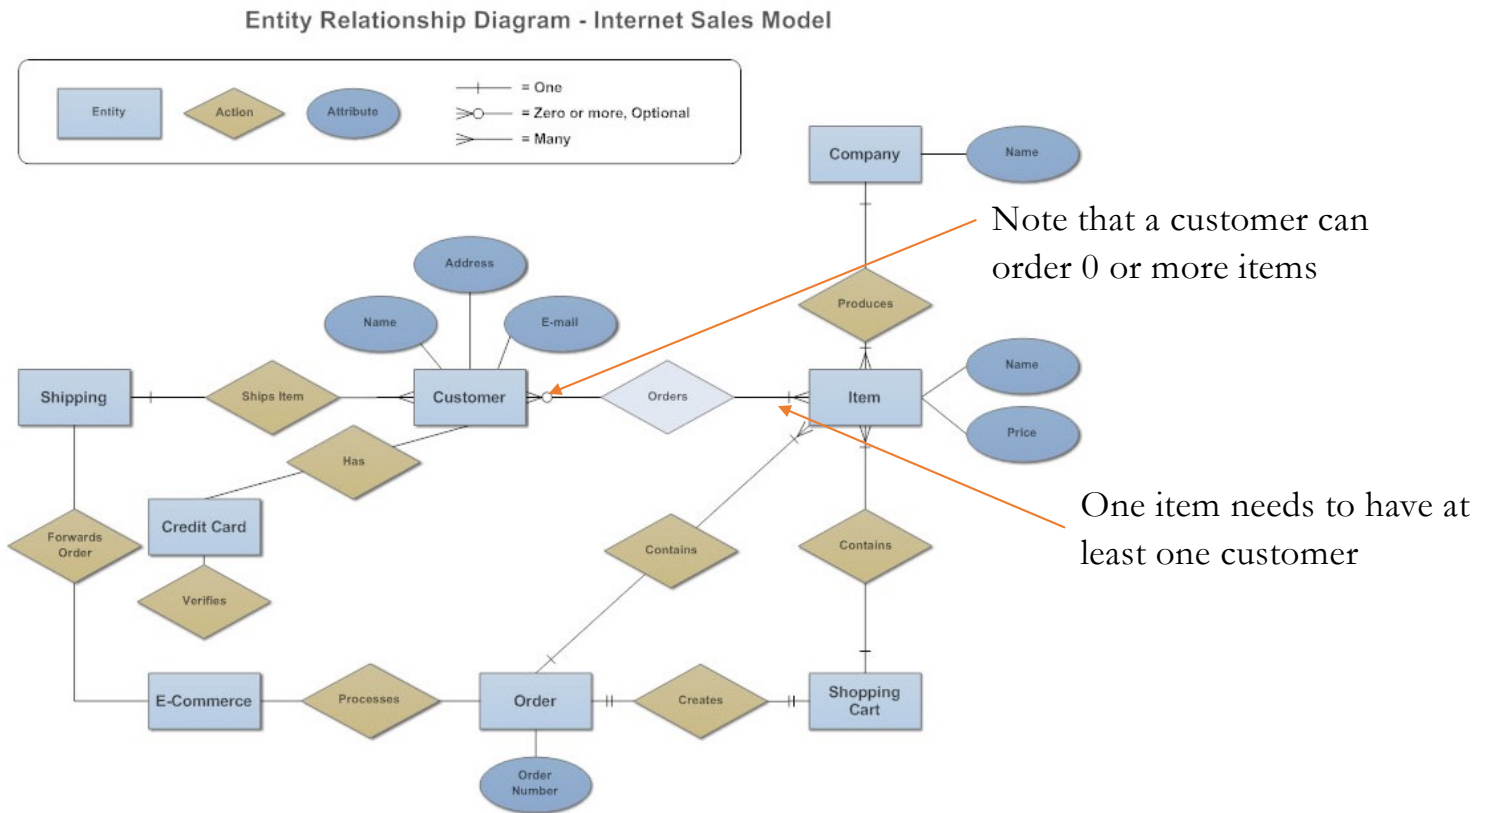 Entity Relationship Diagram - Internet Sales Model
Entity
Action
Attribute
= One
= Zero or more, Optional
= Many
Company
Name
Note that a customer can
order 0 or more items
Address
Name
E-mail
Produces
Name
Shipping
Ships Item
Customer
Orders
Item
Price
Has
Credit Card
One item needs to have at
least one customer
Forwards
Order
Contains
Contains
Verifies
E-Commerce
Processes
Order
Creates
Shopping
Cart
Order
Number